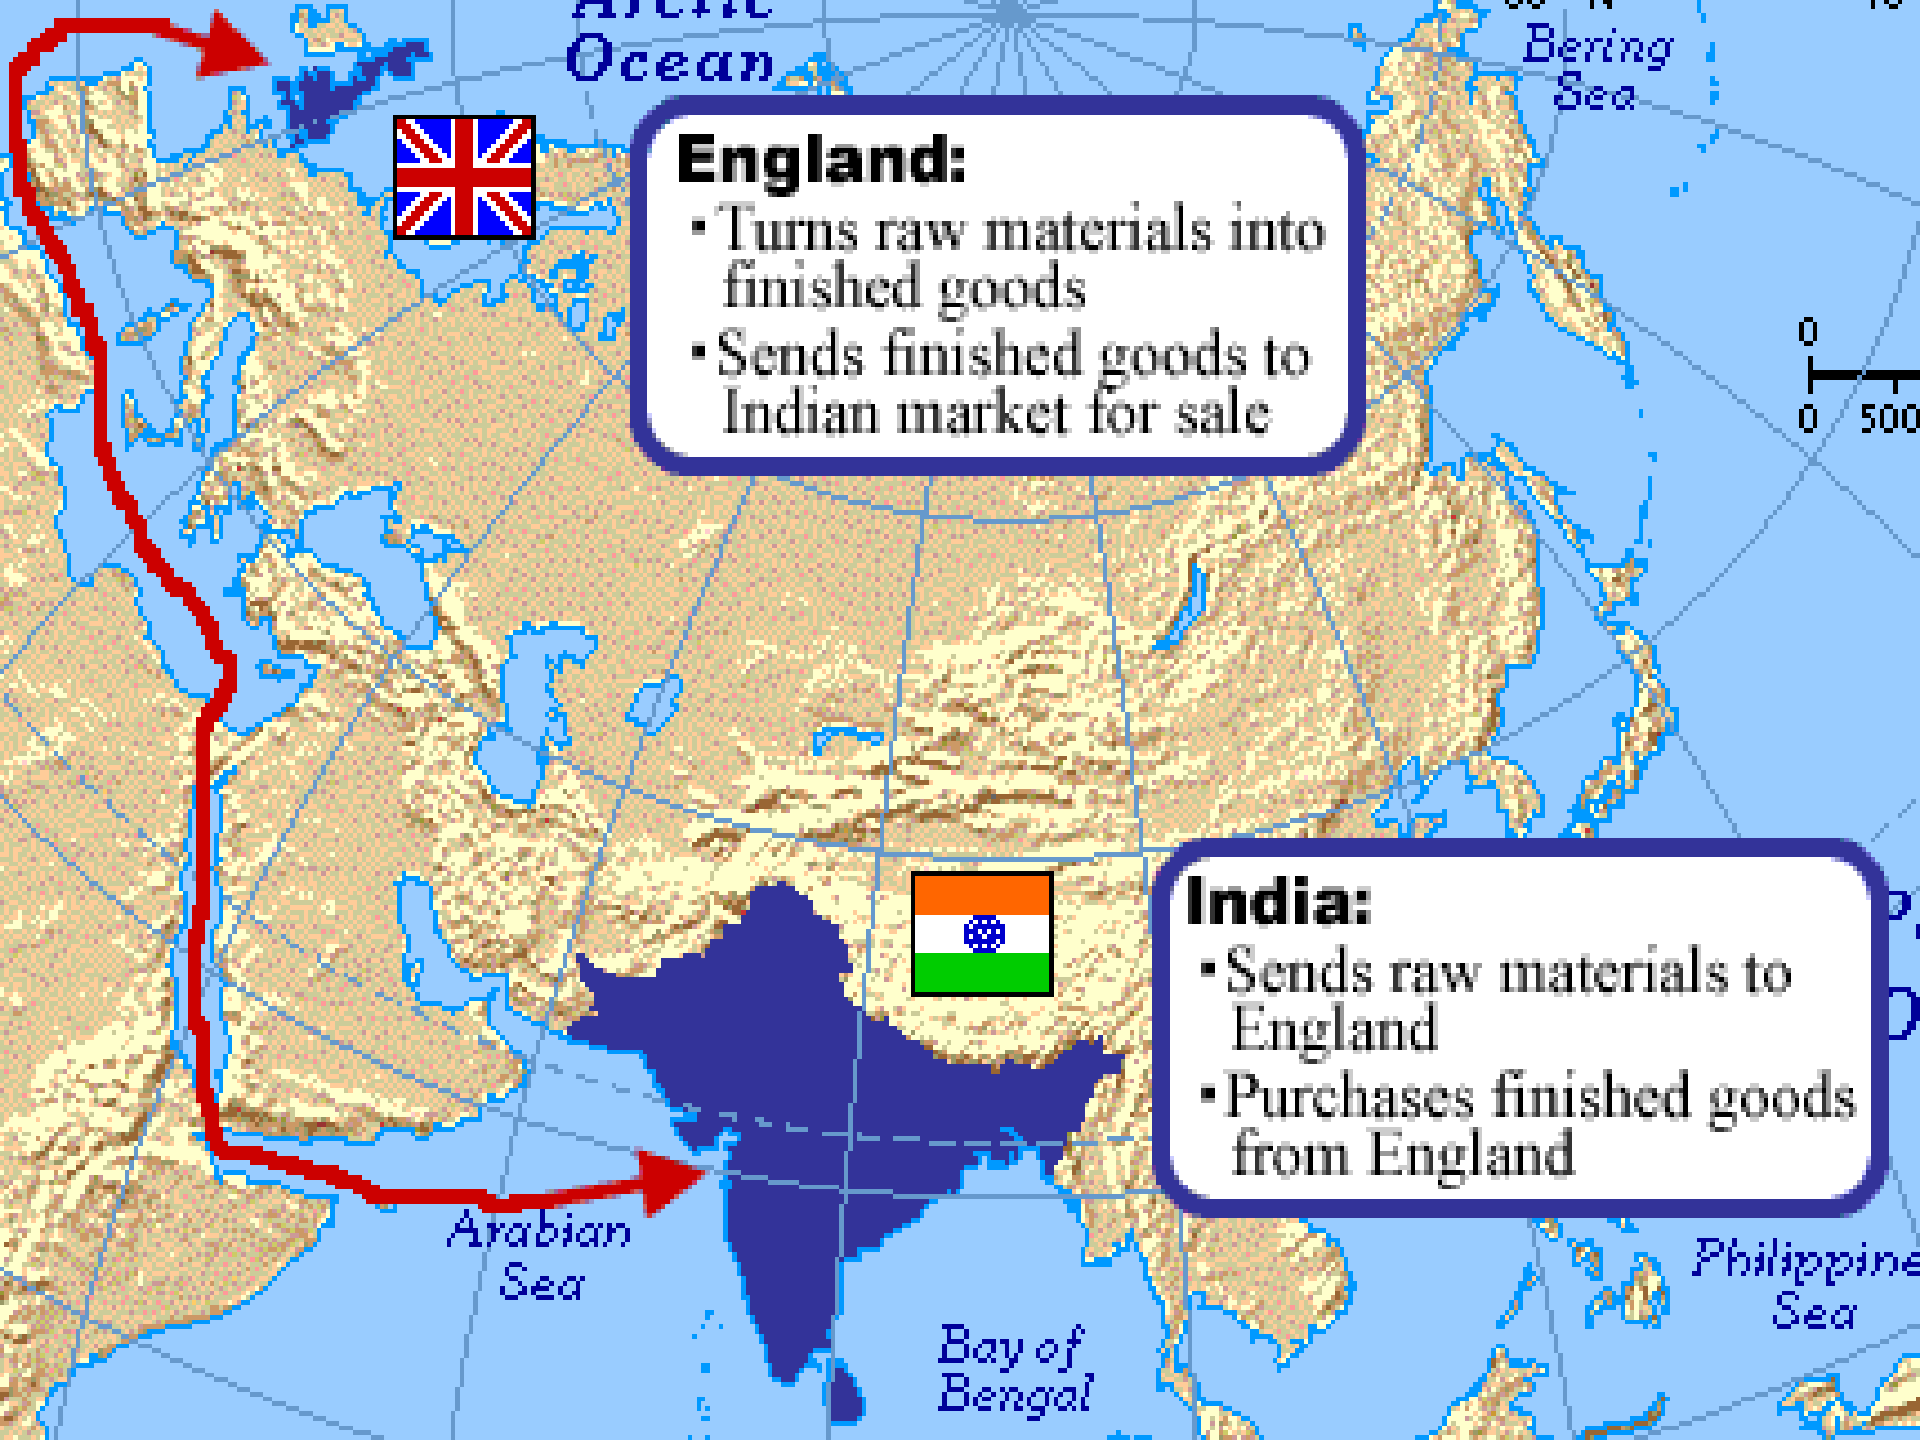 Arctic
Ocean
Bering
Sea
England:
• Turns raw materials into
finished goods
• Sends finished goods to
Indian market for sale
0
0 500
India:
• Sends raw materials to
England
• Purchases finished goods
from England
Arabian
Sea
Philippine
Sea
Bay of
Bengal